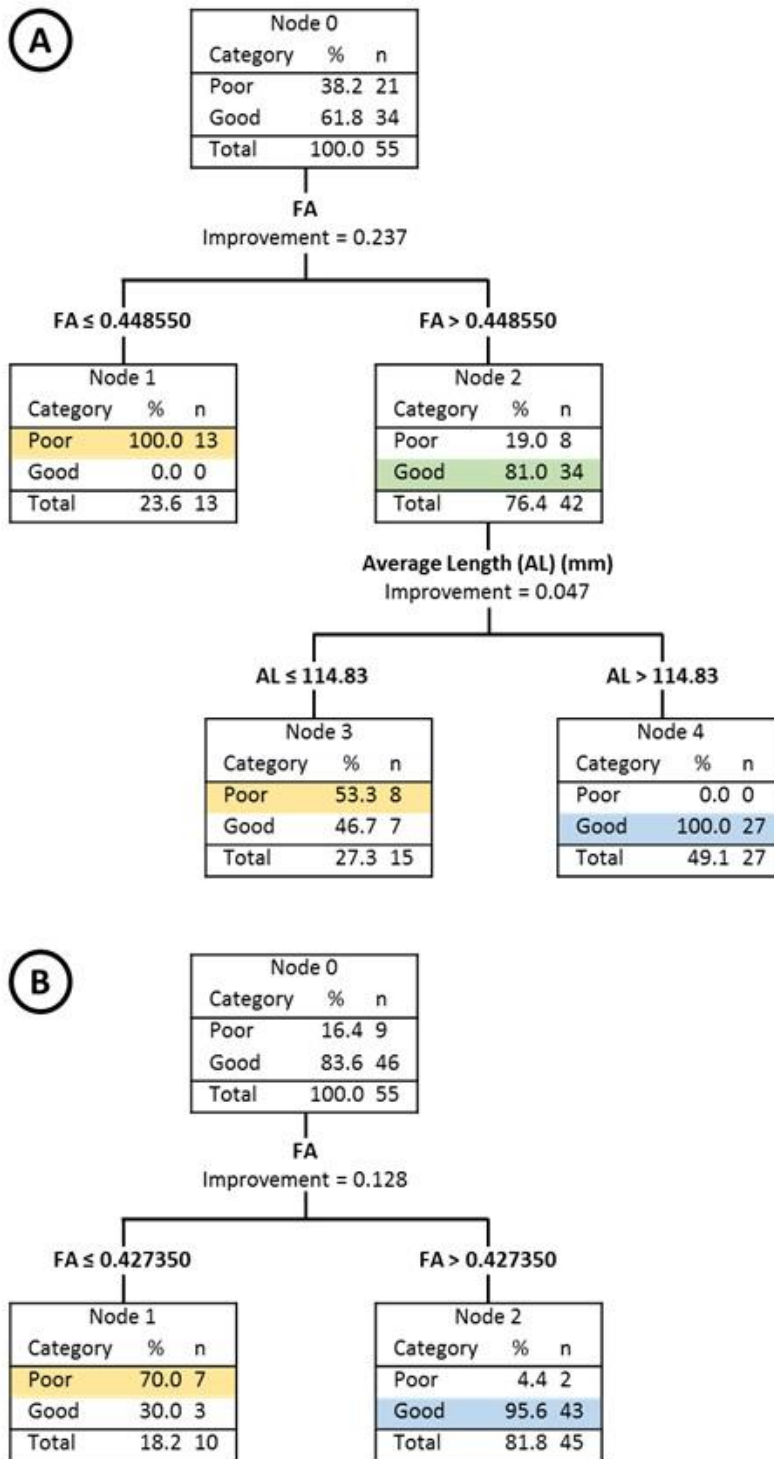 A
Node 0
Category % n
Poor 38.2 21
Good 61.8 34
Total 100.0 55
FA
Improvement = 0.237
FA ≤ 0.448550
FA > 0.448550
Node 1
Category % n
Poor 100.0 13
Good 0.0 0
Total 23.6 13
Node 2
Category % n
Poor 19.0 8
Good 81.0 34
Total 76.4 42
Average Length (AL) (mm)
Improvement = 0.047
AL ≤ 114.83
AL > 114.83
Node 3
Category % n
Poor 53.3 8
Good 46.7 7
Total 27.3 15
Node 4
Category % n
Poor 0.0 0
Good 100.0 27
Total 49.1 27
B
Node 0
Category % n
Poor 16.4 9
Good 83.6 46
Total 100.0 55
FA
Improvement = 0.128
FA ≤ 0.427350
FA > 0.427350
Node 1
Category % n
Poor 70.0 7
Good 30.0 3
Total 18.2 10
Node 2
Category % n
Poor 4.4 2
Good 95.6 43
Total 81.8 45